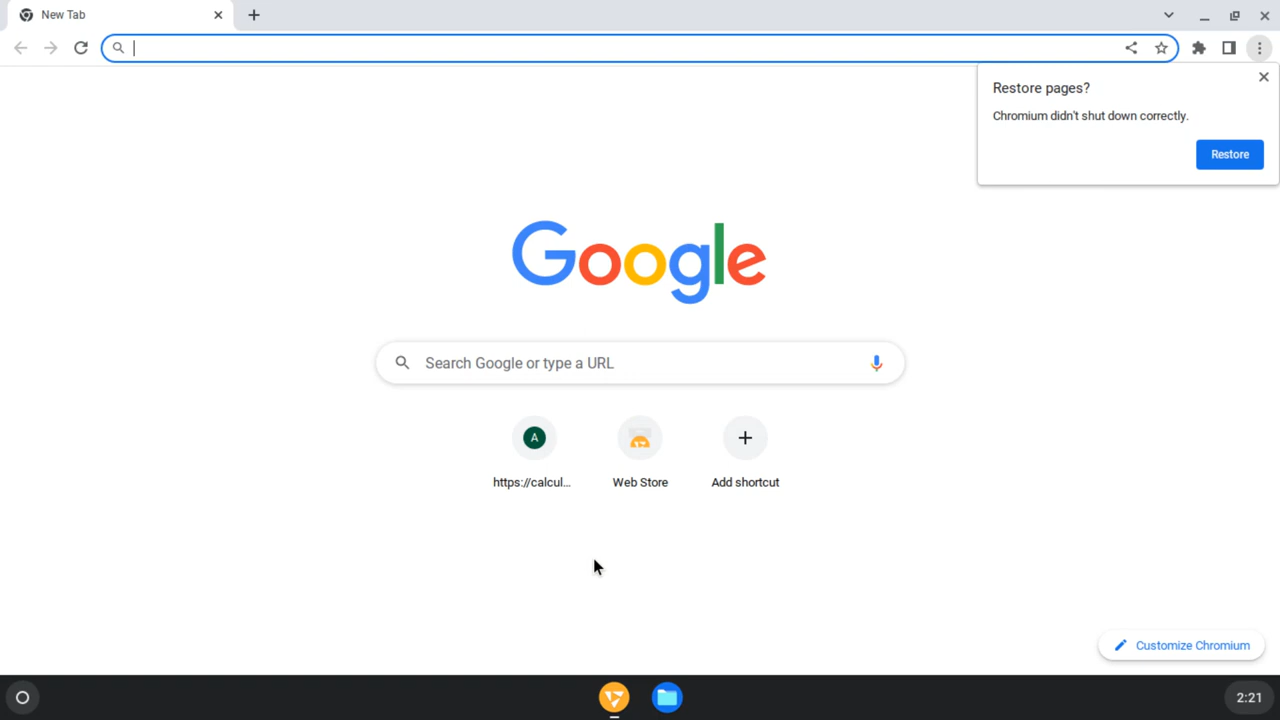 New Tab
Restore pages?
Chromium didn't shut down correctly.
Restore
Google
Search Google or type a URL
A
https://calcul...
Web Store
Add shortcut
Customize Chromium
2:21